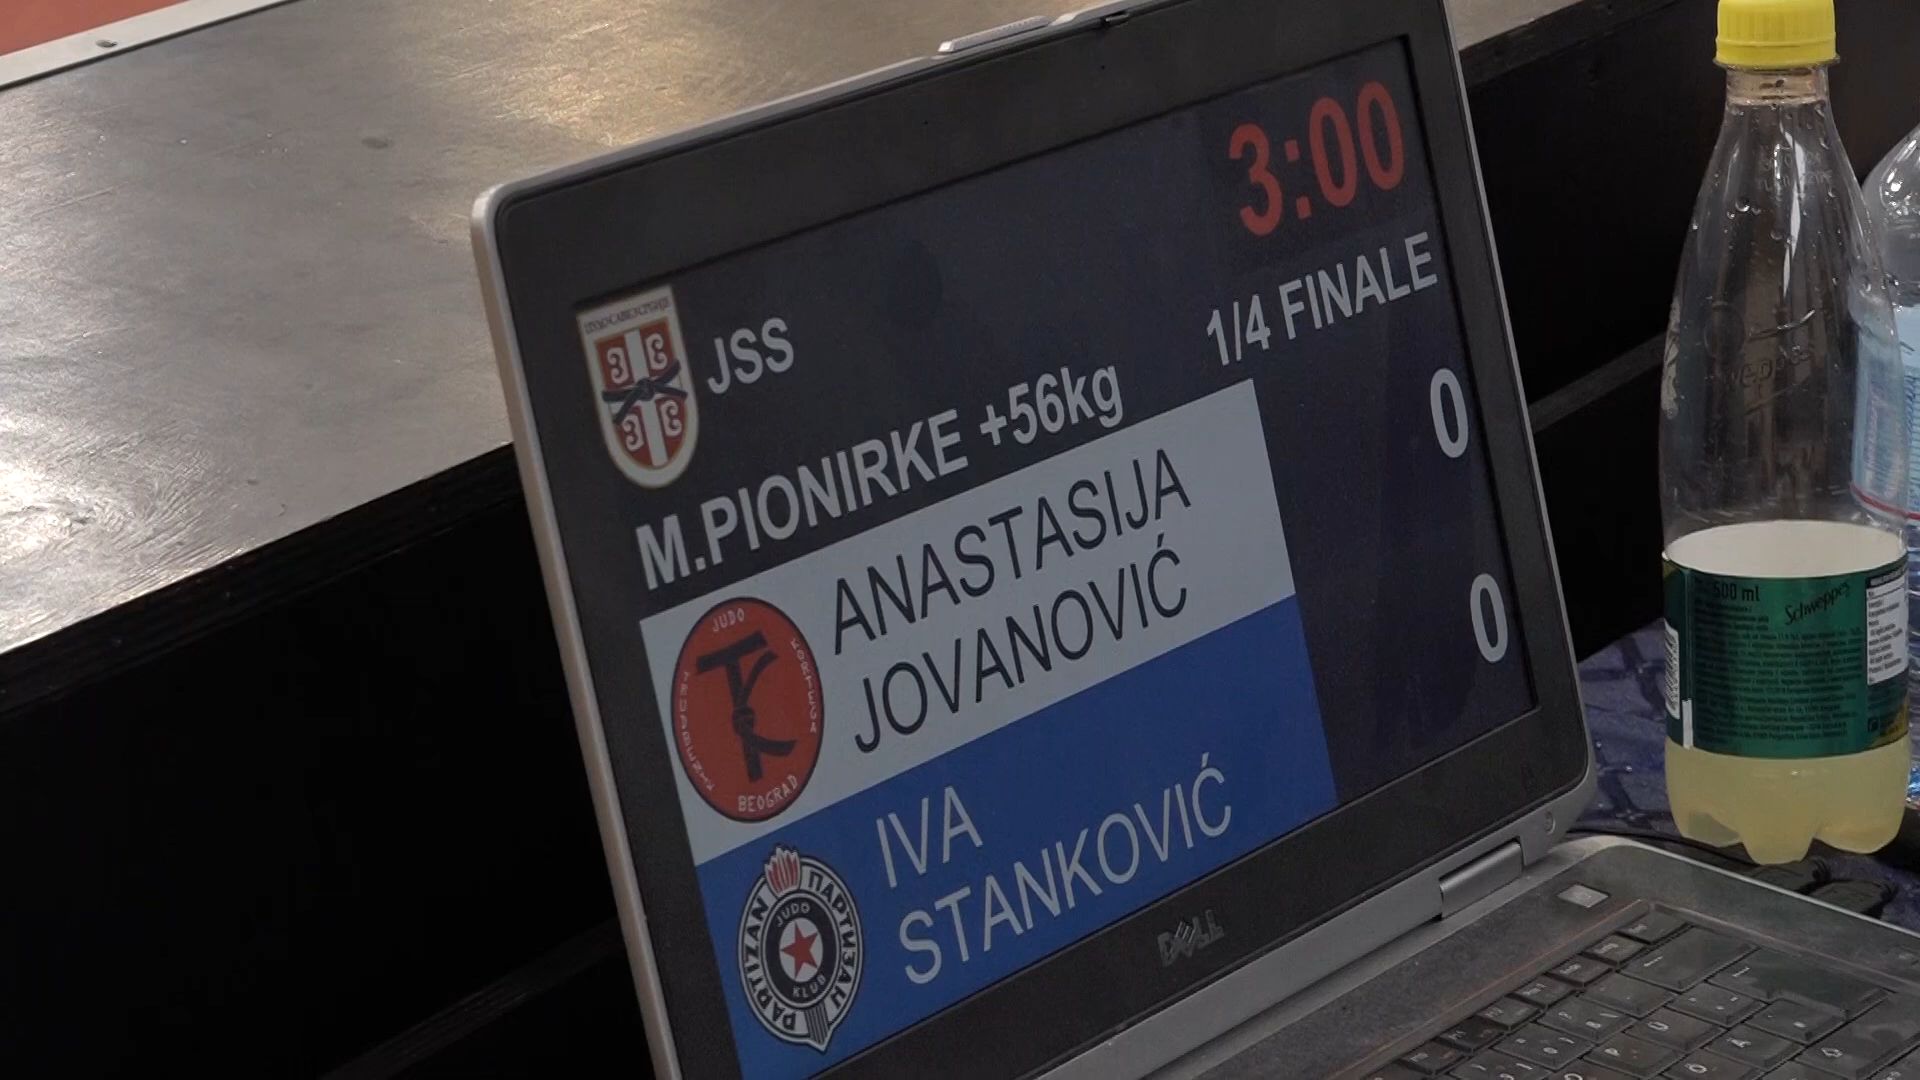 3:00
JSS
1/4 FINALE
M.PIONIRKE +56kg
ANASTASIJA
JOVANOVIĆ
0
JUDO
BEOGRAD
IVA
STANKOVIĆ
0
PARTIZAN
ПАРТИЗАН
JUDO
KLUB
DELL
500 ml
Schweppes